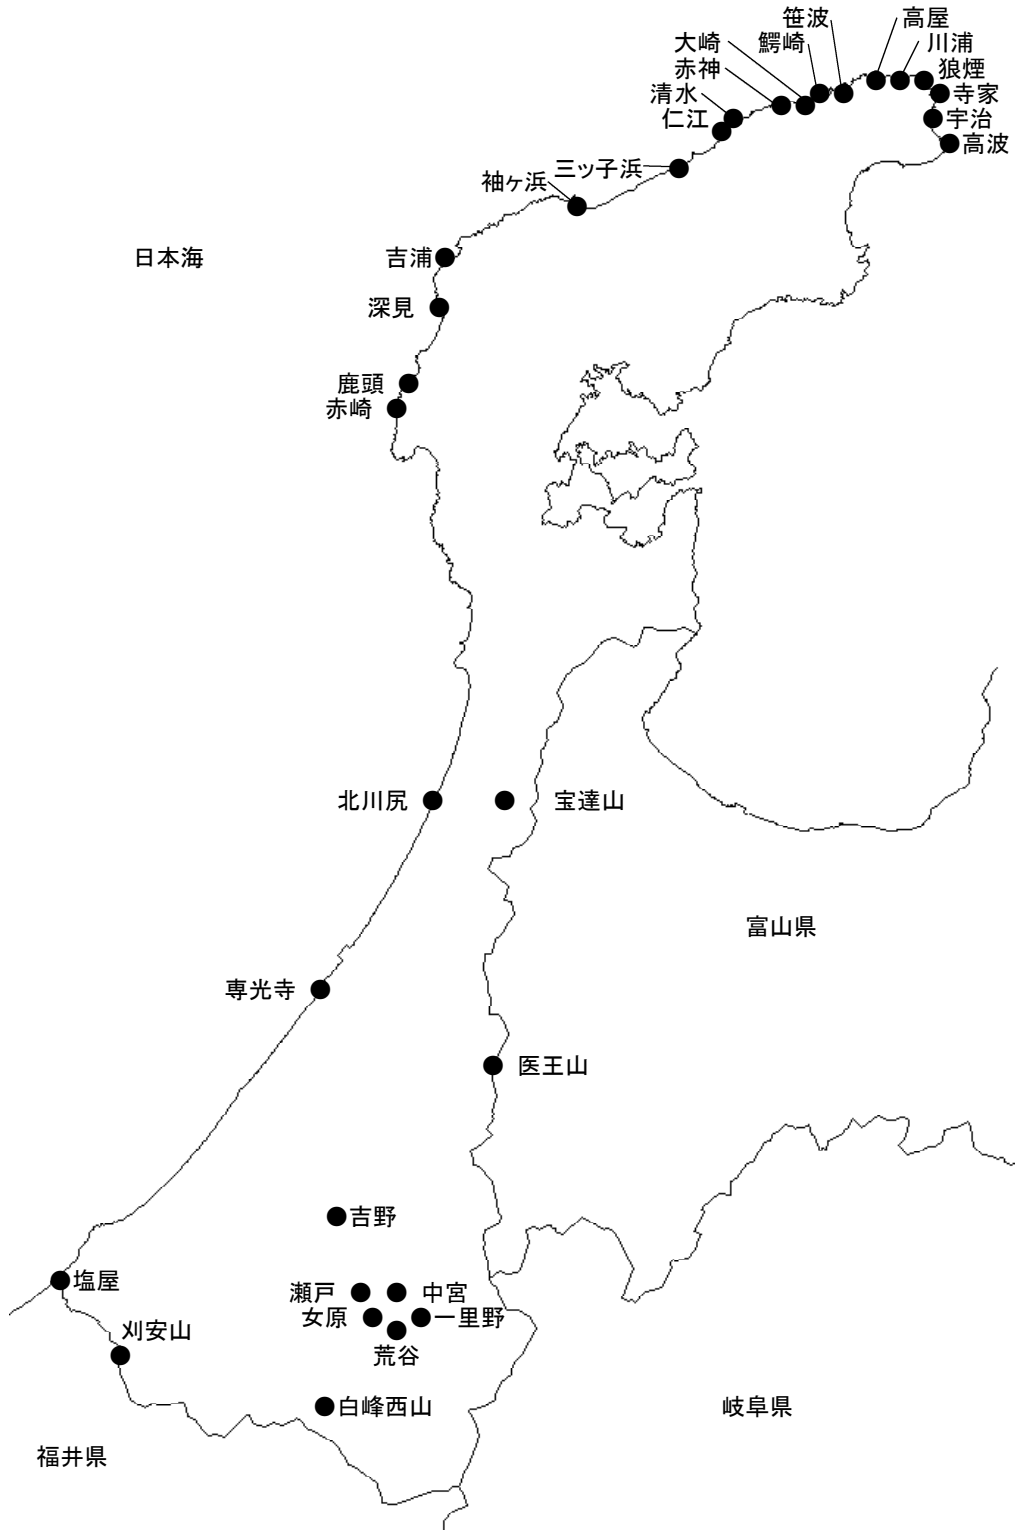 笹波
高屋
大崎
鰐崎
川浦
赤神
狼煙
清水
寺家
仁江
宇治
高波
三ッ子浜
袖ヶ浜
日本海
吉浦
深見
鹿頭
赤崎
北川尻
宝達山
富山県
専光寺
医王山
吉野
塩屋
瀬戸
中宮
女原
一里野
刈安山
荒谷
白峰西山
岐阜県
福井県